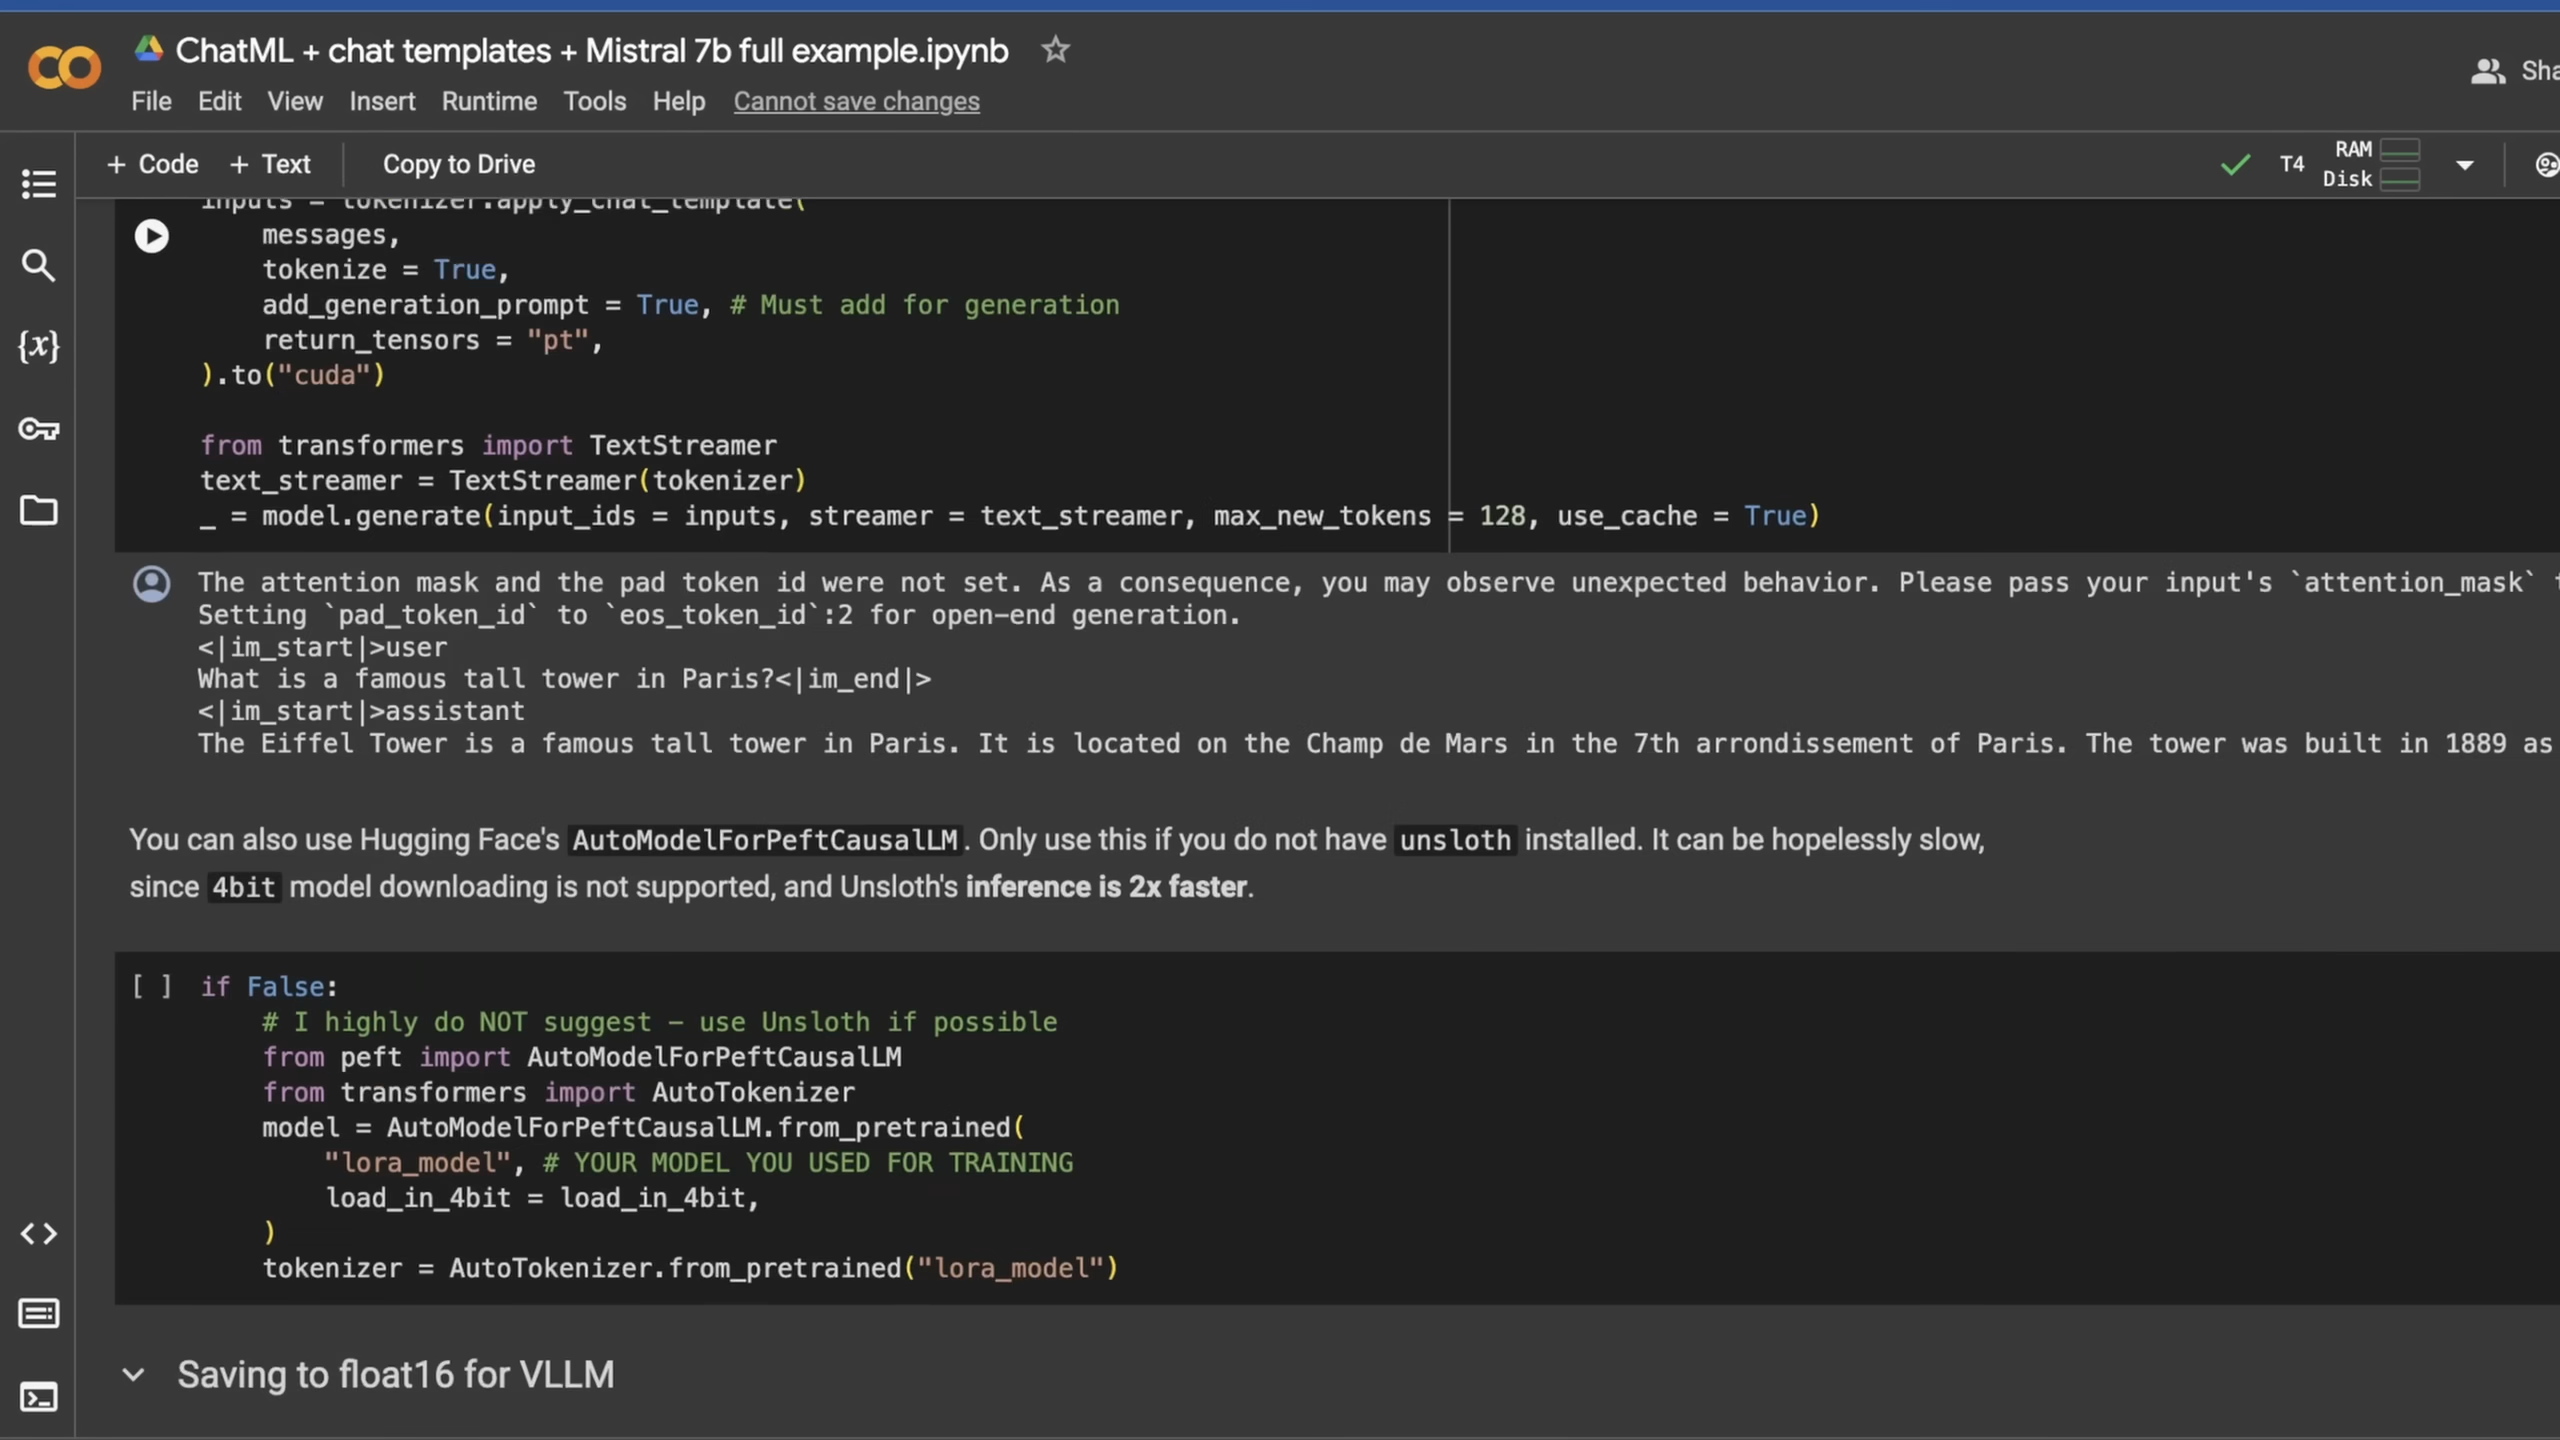 ChatML + chat templates + Mistral 7b full example.ipynb
File Edit View Insert Runtime Tools Help Cannot save changes
+ Code + Text Copy to Drive
T4 RAM
Disk
inputs = tokenizer.apply_chat_template(
messages,
tokenize = True,
add_generation_prompt = True, # Must add for generation
return_tensors = "pt",
).to("cuda")
from transformers import TextStreamer
text_streamer = TextStreamer(tokenizer)
_ = model.generate(input_ids = inputs, streamer = text_streamer, max_new_tokens = 128, use_cache = True)
The attention mask and the pad token id were not set. As a consequence, you may observe unexpected behavior. Please pass your input's `attention_mask`
Setting `pad_token_id` to `eos_token_id`:2 for open-end generation.
<|im_start|>user
What is a famous tall tower in Paris?<|im_end|>
<|im_start|>assistant
The Eiffel Tower is a famous tall tower in Paris. It is located on the Champ de Mars in the 7th arrondissement of Paris. The tower was built in 1889 as
You can also use Hugging Face's AutoModelForPeftCausalLM. Only use this if you do not have unsloth installed. It can be hopelessly slow,
since 4bit model downloading is not supported, and Unsloth's inference is 2x faster.
[ ] if False:
# I highly do NOT suggest - use Unsloth if possible
from peft import AutoModelForPeftCausalLM
from transformers import AutoTokenizer
model = AutoModelForPeftCausalLM.from_pretrained(
"lora_model", # YOUR MODEL YOU USED FOR TRAINING
load_in_4bit = load_in_4bit,
)
tokenizer = AutoTokenizer.from_pretrained("lora_model")
Saving to float16 for VLLM